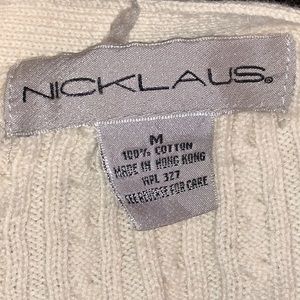 NICKLAUS®
M
100% COTTON
MADE IN HONG KONG
WPL 327
SEE REVERSE FOR CARE